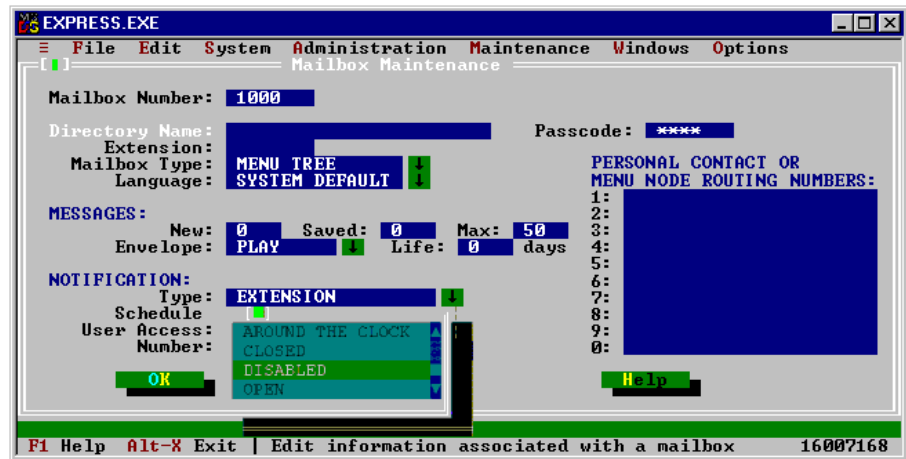 EXPRESS.EXE
≡ File Edit System Administration Maintenance Windows Options
Mailbox Maintenance
Mailbox Number: 1000
Directory Name: Passcode: ****
Extension:
Mailbox Type: MENU TREE PERSONAL CONTACT OR
Language: SYSTEM DEFAULT MENU NODE ROUTING NUMBERS:
1:
MESSAGES: 2:
New: 0 Saved: 0 Max: 50 3:
Envelope: PLAY Life: 0 days 4:
5:
NOTIFICATION: 6:
Type: EXTENSION 7:
Schedule 8:
User Access: AROUND THE CLOCK 9:
Number: CLOSED 0:
DISABLED
OK Help
OPEN
F1 Help Alt-X Exit | Edit information associated with a mailbox 16007168